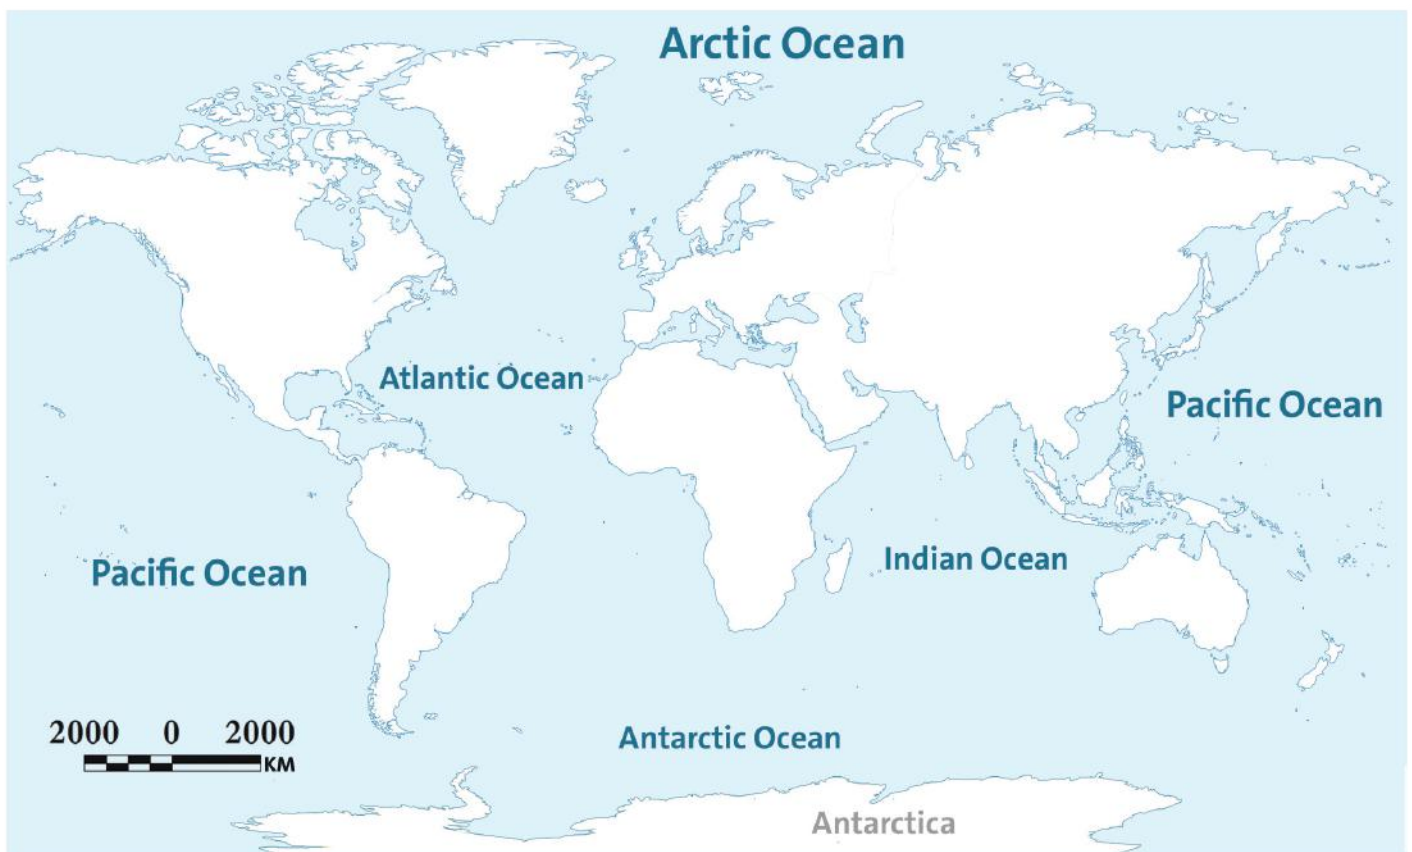 Arctic Ocean
Atlantic Ocean
Pacific Ocean
Indian Ocean
Pacific Ocean
2000 0 2000
KM
Antarctic Ocean
Antarctica